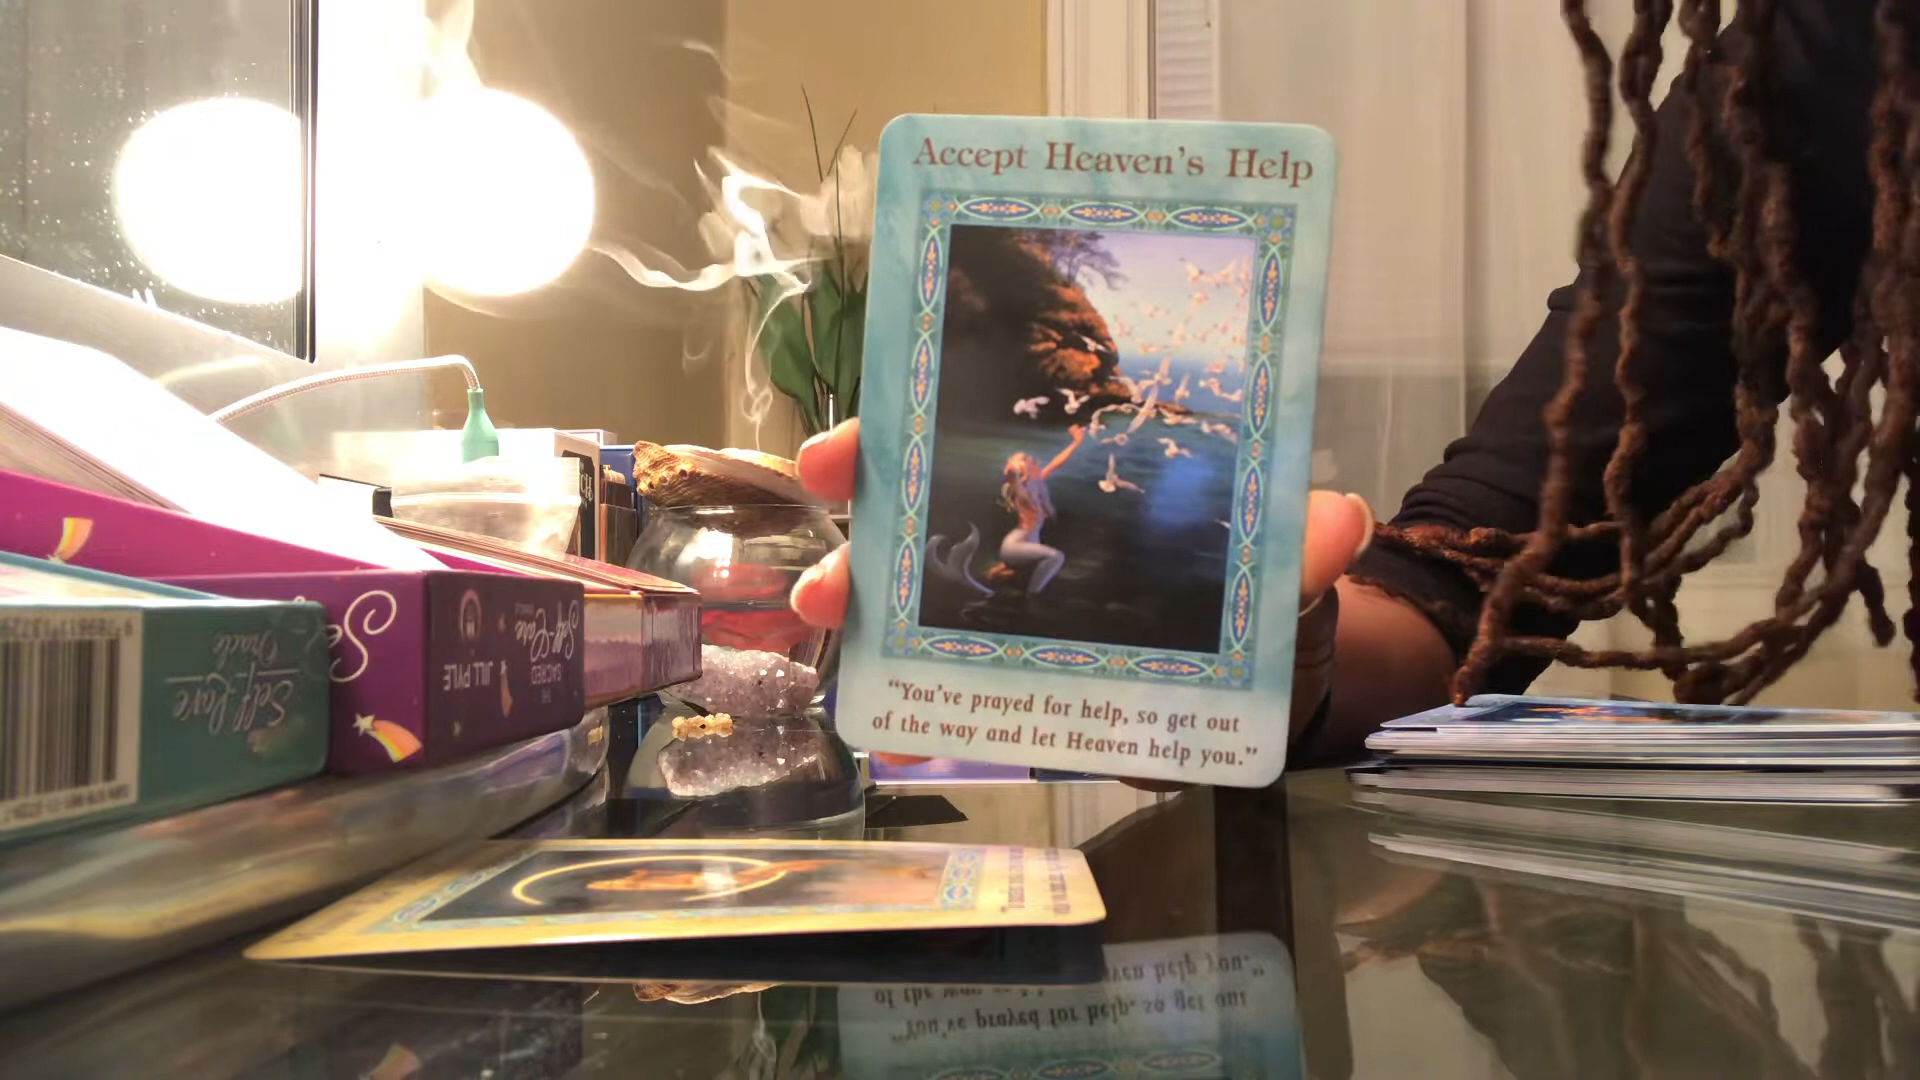 Accept Heaven's Help
"You've prayed for help, so get out
of the way and let Heaven help you."
Self-Love
Oracle
Se
JILL PYLE
THE
SACRED
Self-Care
ORACLE